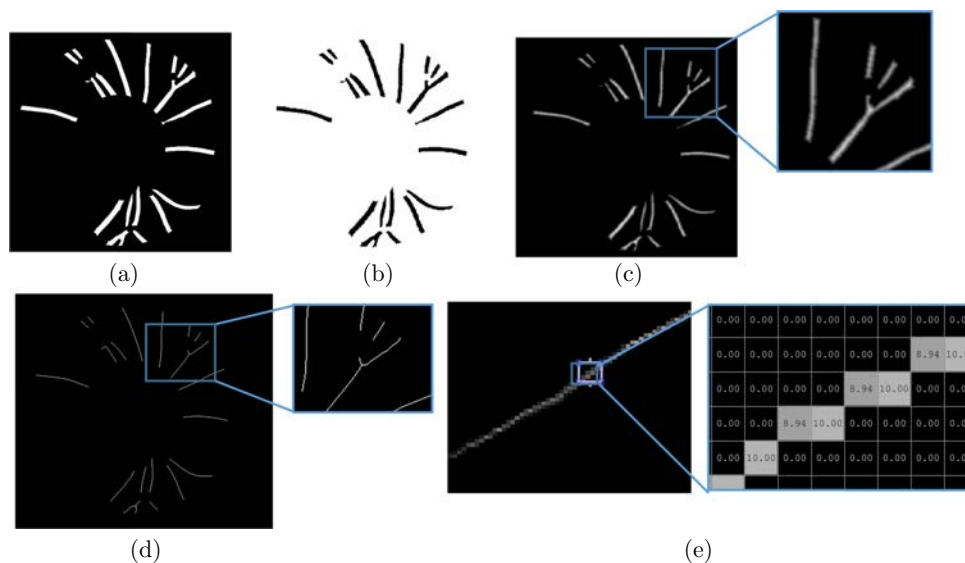 (a)
(b)
(c)
0.00 0.00 0.00 0.00 0.00 0.00 0.00 0.00
0.00 0.00 0.00 0.00 0.00 0.00 8.94
0.00 0.00 0.00 0.00 8.94 10.00 0.00 0.00
0.00 0.00 8.94 10.00 0.00 0.00 0.00 0.00
0.00 10.00 0.00 0.00 0.00 0.00 0.00 0.00
(d)
(e)